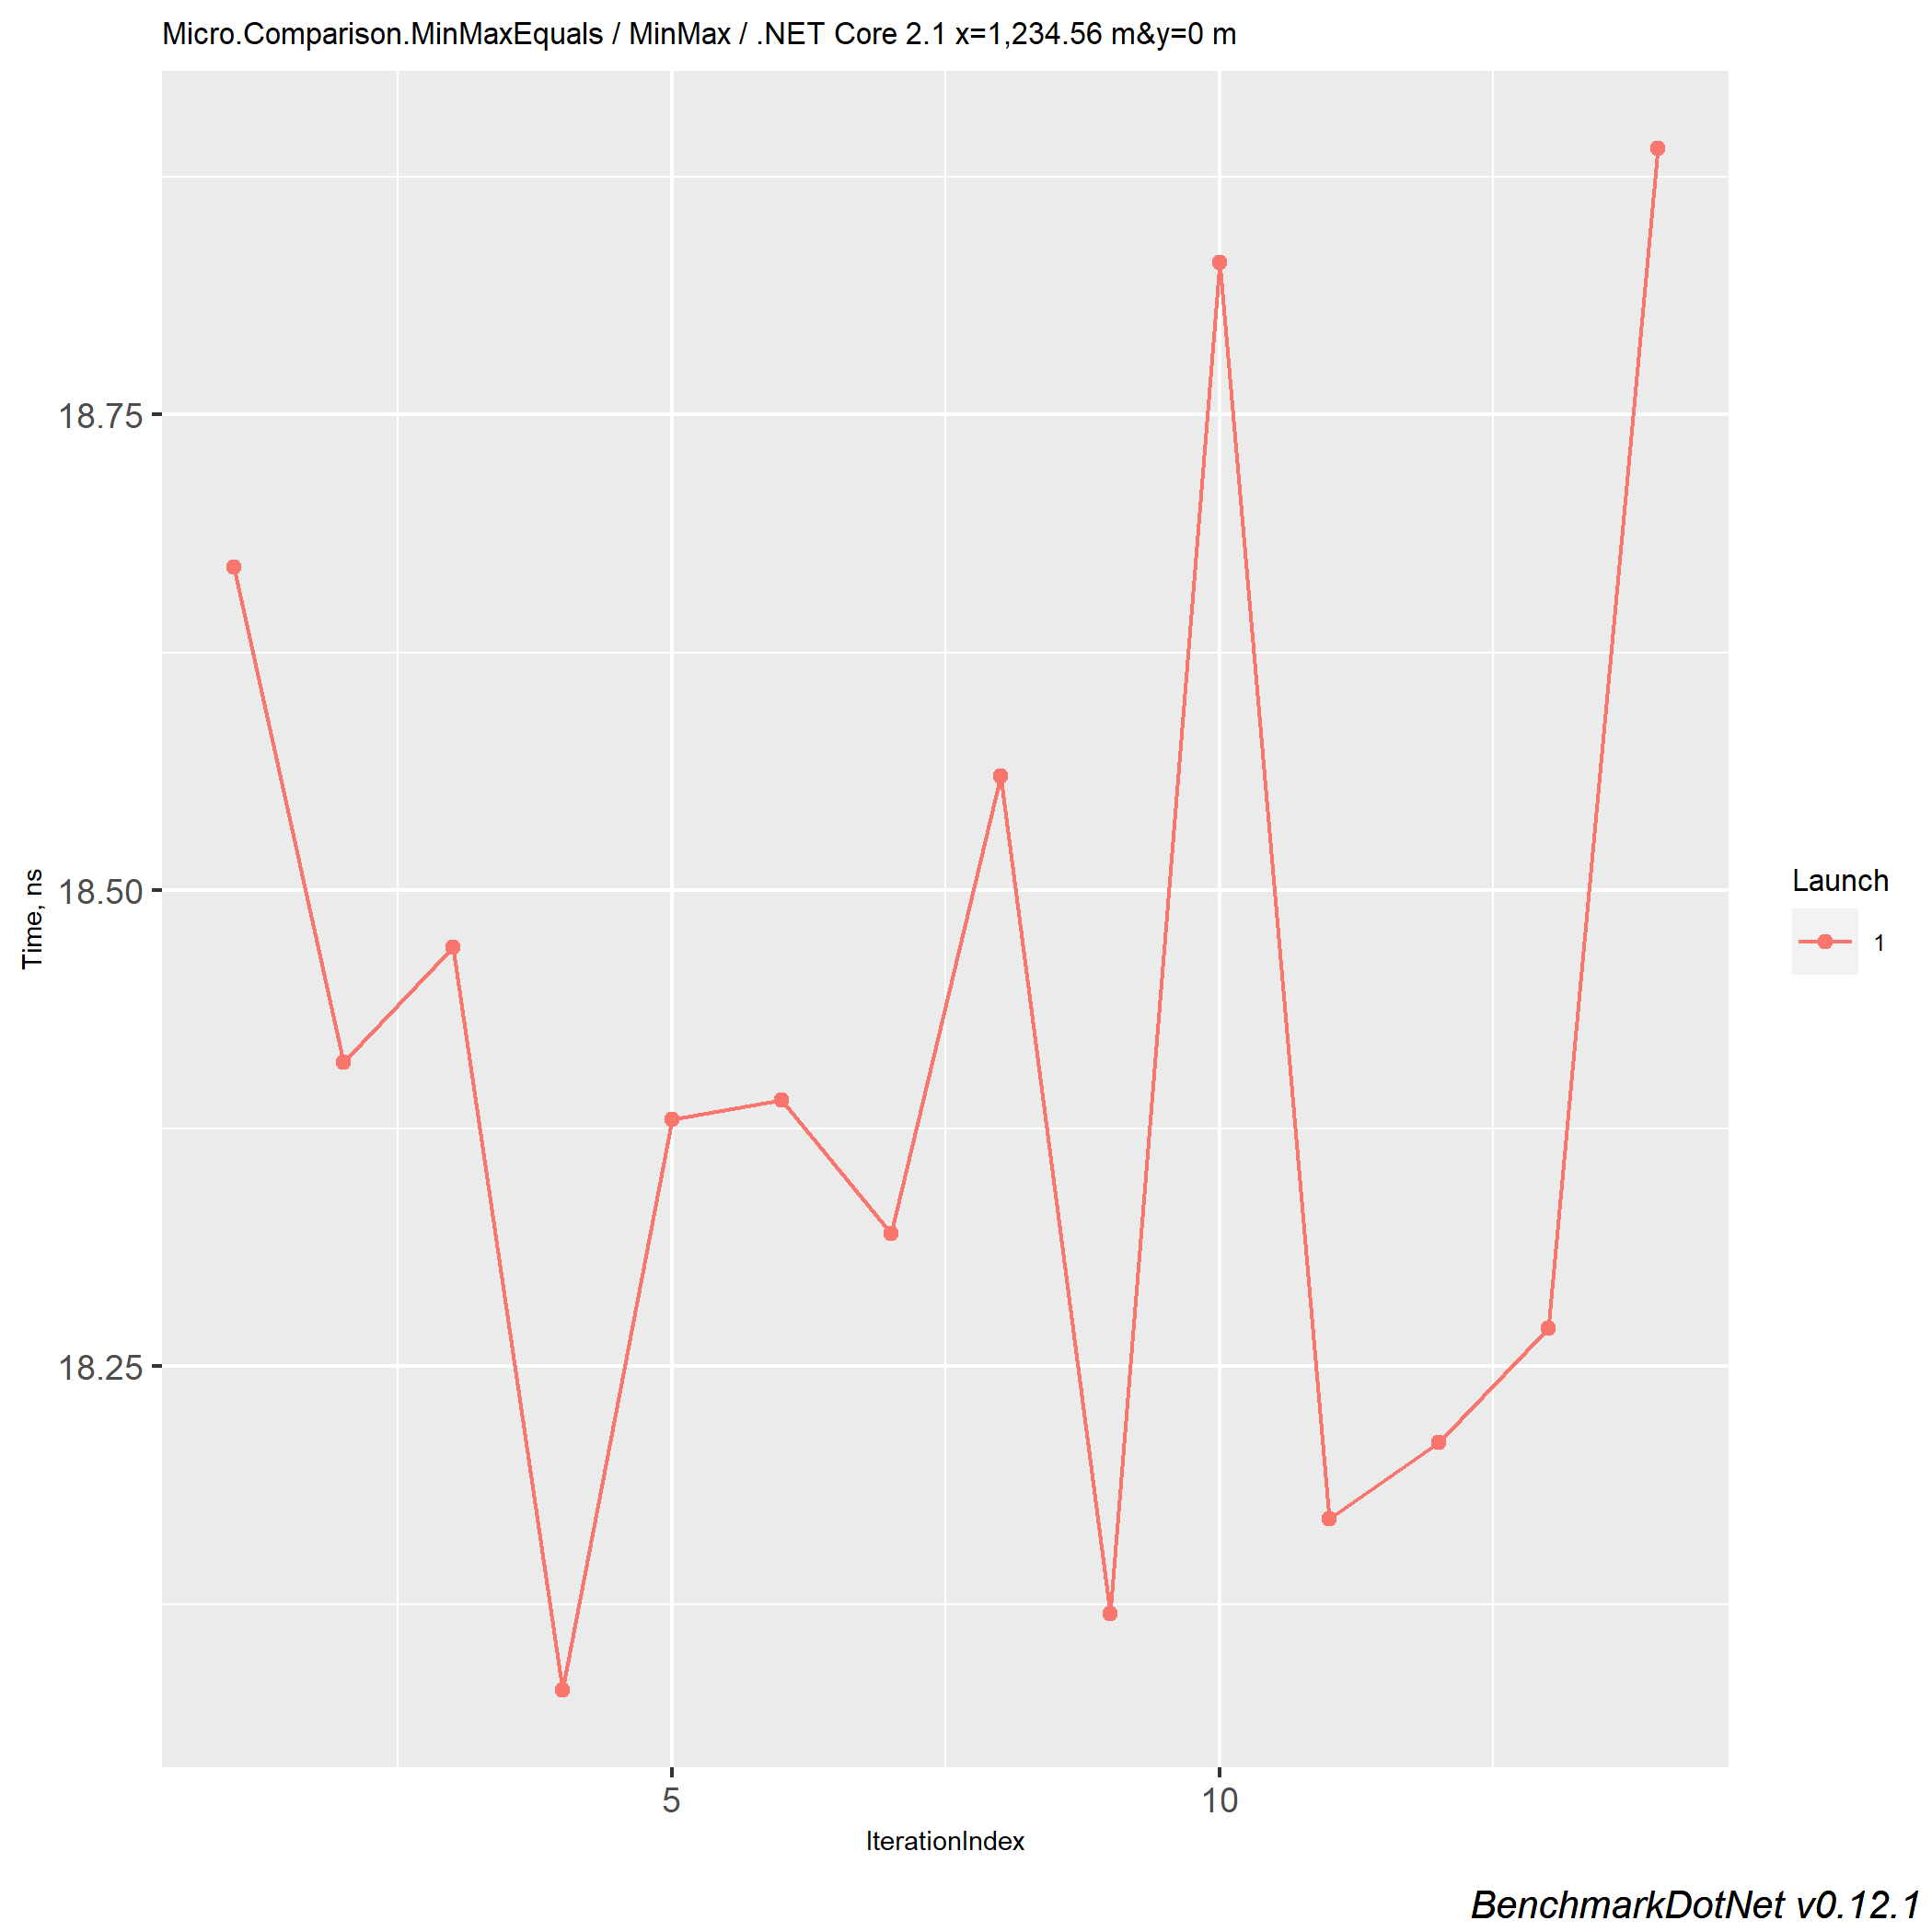 Micro.Comparison.MinMaxEquals / MinMax / .NET Core 2.1 x=1,234.56 m&y=0 m
18.75
18.50
18.25
Time, ns
5
10
IterationIndex
Launch
1
BenchmarkDotNet v0.12.1